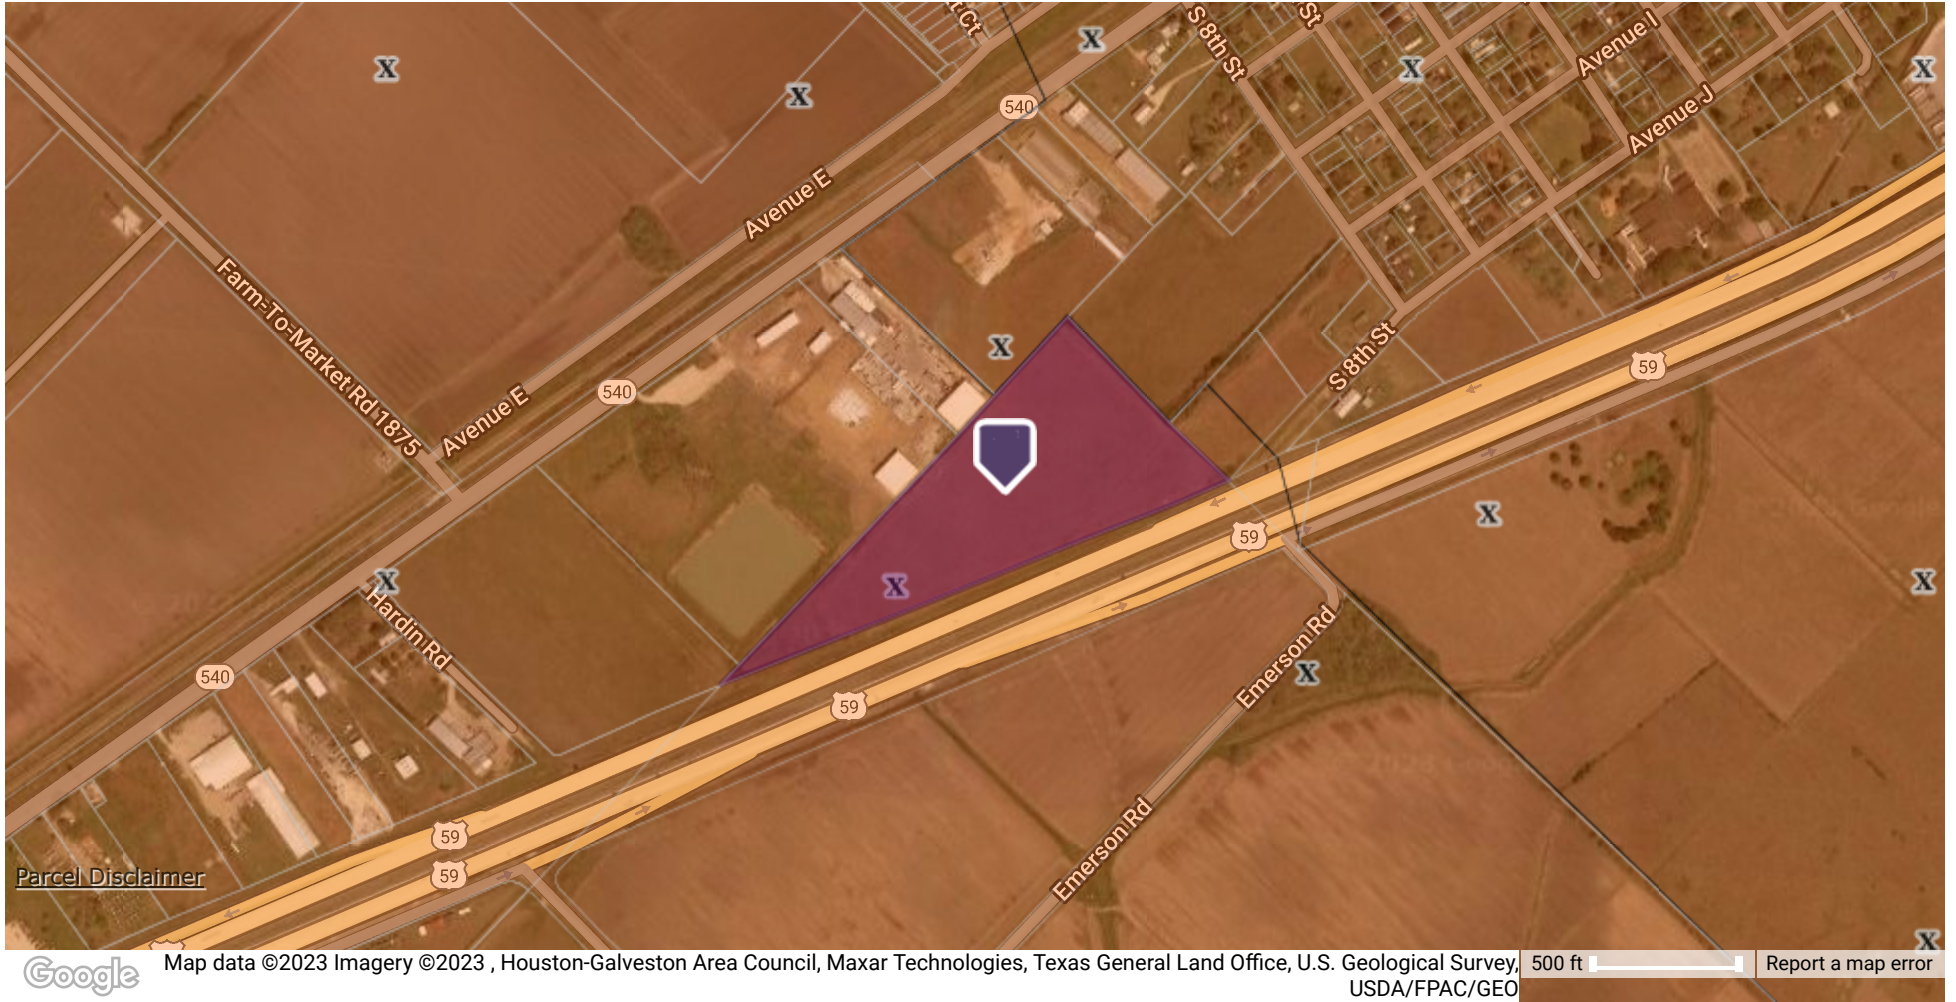 t Ct
X
S 8th St
St
X
Avenue I
X
X
X
540
Avenue J
Avenue E
Farm-To-Market Rd 1875
X
S 8th St
59
540
Avenue E
59
X
X
X
X
Hardin Rd
Emerson Rd
X
540
59
59
Emerson Rd
59
Parcel Disclaimer
X
Google
Map data ©2023 Imagery ©2023 , Houston-Galveston Area Council, Maxar Technologies, Texas General Land Office, U.S. Geological Survey,
USDA/FPAC/GEO
500 ft
Report a map error